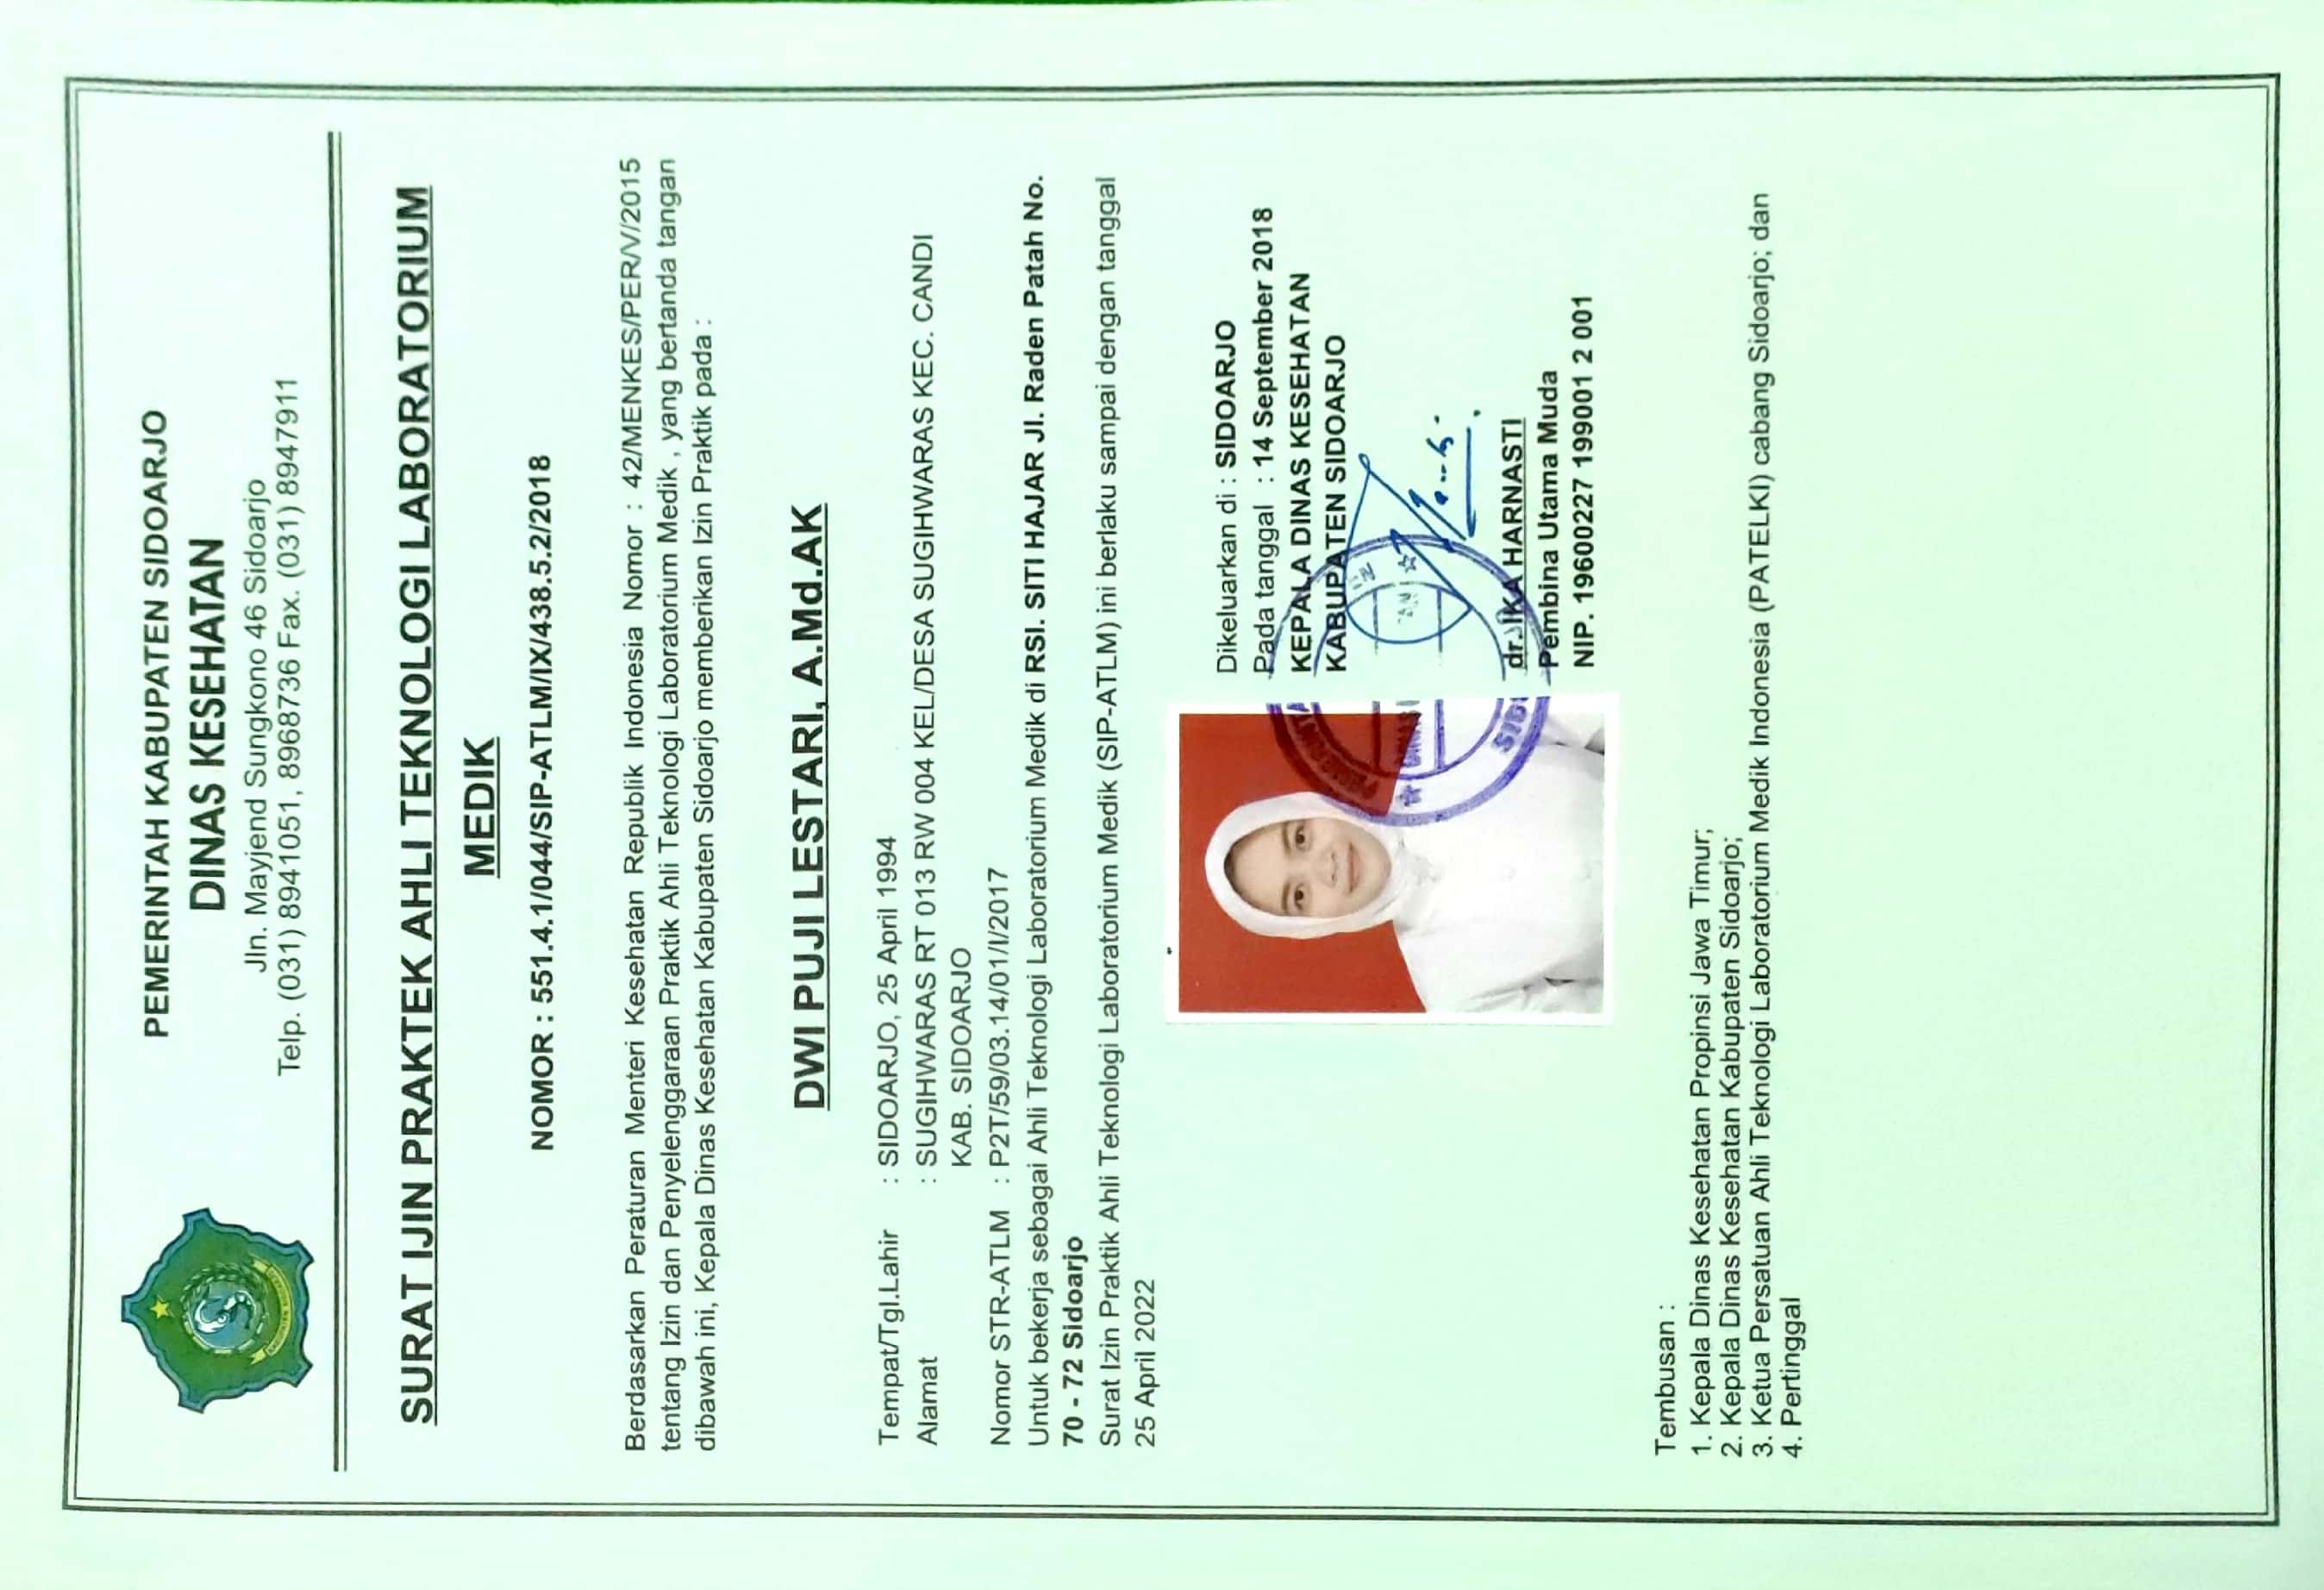 PEMERINTAH KABUPATEN SIDOARJO
DINAS KESEHATAN
Jln. Mayjend Sungkono 46 Sidoarjo
Telp. (031) 8941051, 8968736 Fax. (031) 8947911
SURAT IJIN PRAKTEK AHLI TEKNOLOGI LABORATORIUM
MEDIK
NOMOR : 551.4.1/044/SIP-ATLM/IX/438.5.2/2018
Berdasarkan Peraturan Menteri Kesehatan Republik Indonesia Nomor : 42/MENKES/PER/V/2015
tentang Izin dan Penyelenggaraan Praktik Ahli Teknologi Laboratorium Medik , yang bertanda tangan
dibawah ini, Kepala Dinas Kesehatan Kabupaten Sidoarjo memberikan Izin Praktik pada :
DWI PUJI LESTARI, A.Md.AK
Tempat/Tgl.Lahir : SIDOARJO, 25 April 1994
Alamat : SUGIHWARAS RT 013 RW 004 KEL/DESA SUGIHWARAS KEC. CANDI
KAB. SIDOARJO
Nomor STR-ATLM : P2T/59/03.14/01/I/2017
Untuk bekerja sebagai Ahli Teknologi Laboratorium Medik di RSI. SITI HAJAR Jl. Raden Patah No.
70 - 72 Sidoarjo
Surat Izin Praktik Ahli Teknologi Laboratorium Medik (SIP-ATLM) ini berlaku sampai dengan tanggal
25 April 2022
Dikeluarkan di : SIDOARJO
Pada tanggal : 14 September 2018
KEPALA DINAS KESEHATAN
KABUPATEN SIDOARJO
dr. IKA HARNASTI
Pembina Utama Muda
NIP. 19600227 199001 2 001
Tembusan :
1. Kepala Dinas Kesehatan Propinsi Jawa Timur;
2. Kepala Dinas Kesehatan Kabupaten Sidoarjo;
3. Ketua Persatuan Ahli Teknologi Laboratorium Medik Indonesia (PATELKI) cabang Sidoarjo; dan
4. Pertinggal